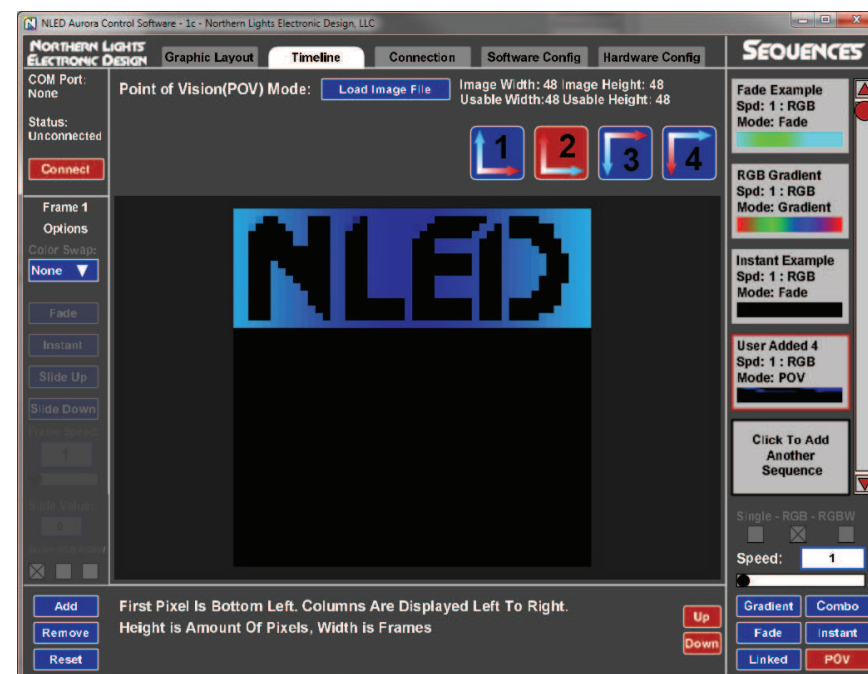 NLED Aurora Control Software - 1c - Northern Lights Electronic Design, LLC
NORTHERN LIGHTS
ELECTRONIC DESIGN
Graphic Layout
Timeline
Connection
Software Config
Hardware Config
SEQUENCES
COM Port:
None
Status:
Unconnected
Connect
Point of Vision(POV) Mode:
Load Image File
Image Width: 48 Image Height: 48
Usable Width:48 Usable Height: 48
1
2
3
4
Frame 1
Options
Color Swap:
None
Fade
Instant
Slide Up
Slide Down
Frame Speed:
1
Slide Value:
0
NLED
Fade Example
Spd: 1 : RGB
Mode: Fade
RGB Gradient
Spd: 1 : RGB
Mode: Gradient
Instant Example
Spd: 1 : RGB
Mode: Fade
User Added 4
Spd: 1 : RGB
Mode: POV
Click To Add
Another
Sequence
Single - RGB - RGBW
Speed:
1
Add
Remove
Reset
First Pixel Is Bottom Left. Columns Are Displayed Left To Right.
Height is Amount Of Pixels, Width is Frames
Up
Down
Gradient
Combo
Fade
Instant
Linked
POV